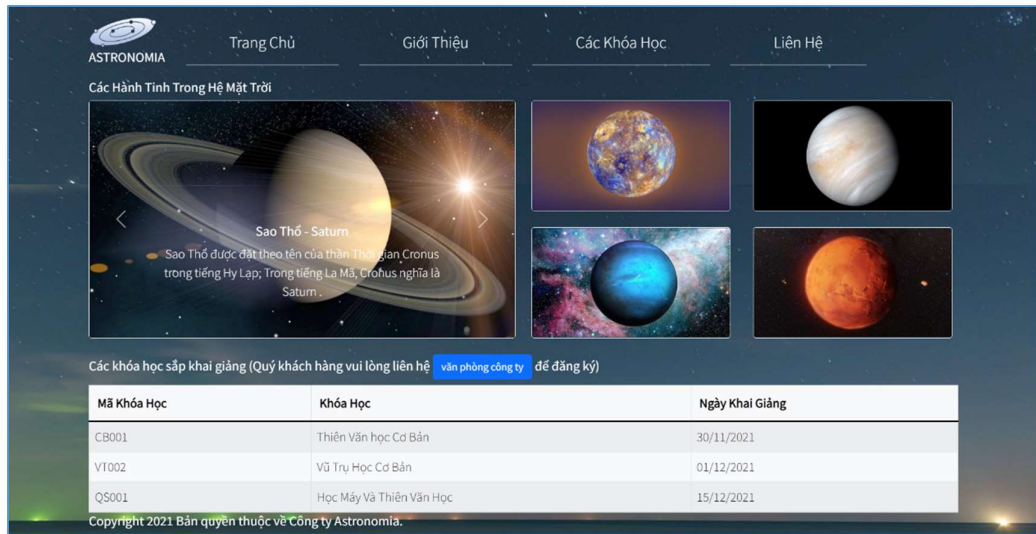 ASTRONOMIA
Trang Chủ Giới Thiệu Các Khóa Học Liên Hệ
Các Hành Tinh Trong Hệ Mặt Trời
Sao Thổ - Saturn
Sao Thổ được đặt theo tên của thần Thời gian Cronus
trong tiếng Hy Lạp; Trong tiếng La Mã, Cronus nghĩa là
Saturn .
Các khóa học sắp khai giảng (Quý khách hàng vui lòng liên hệ văn phòng công ty để đăng ký)
Mã Khóa Học Khóa Học Ngày Khai Giảng
CB001 Thiên Văn học Cơ Bản 30/11/2021
VT002 Vũ Trụ Học Cơ Bản 01/12/2021
QS001 Học Máy Và Thiên Văn Học 15/12/2021
Copyright 2021 Bản quyền thuộc về Công ty Astronomia.